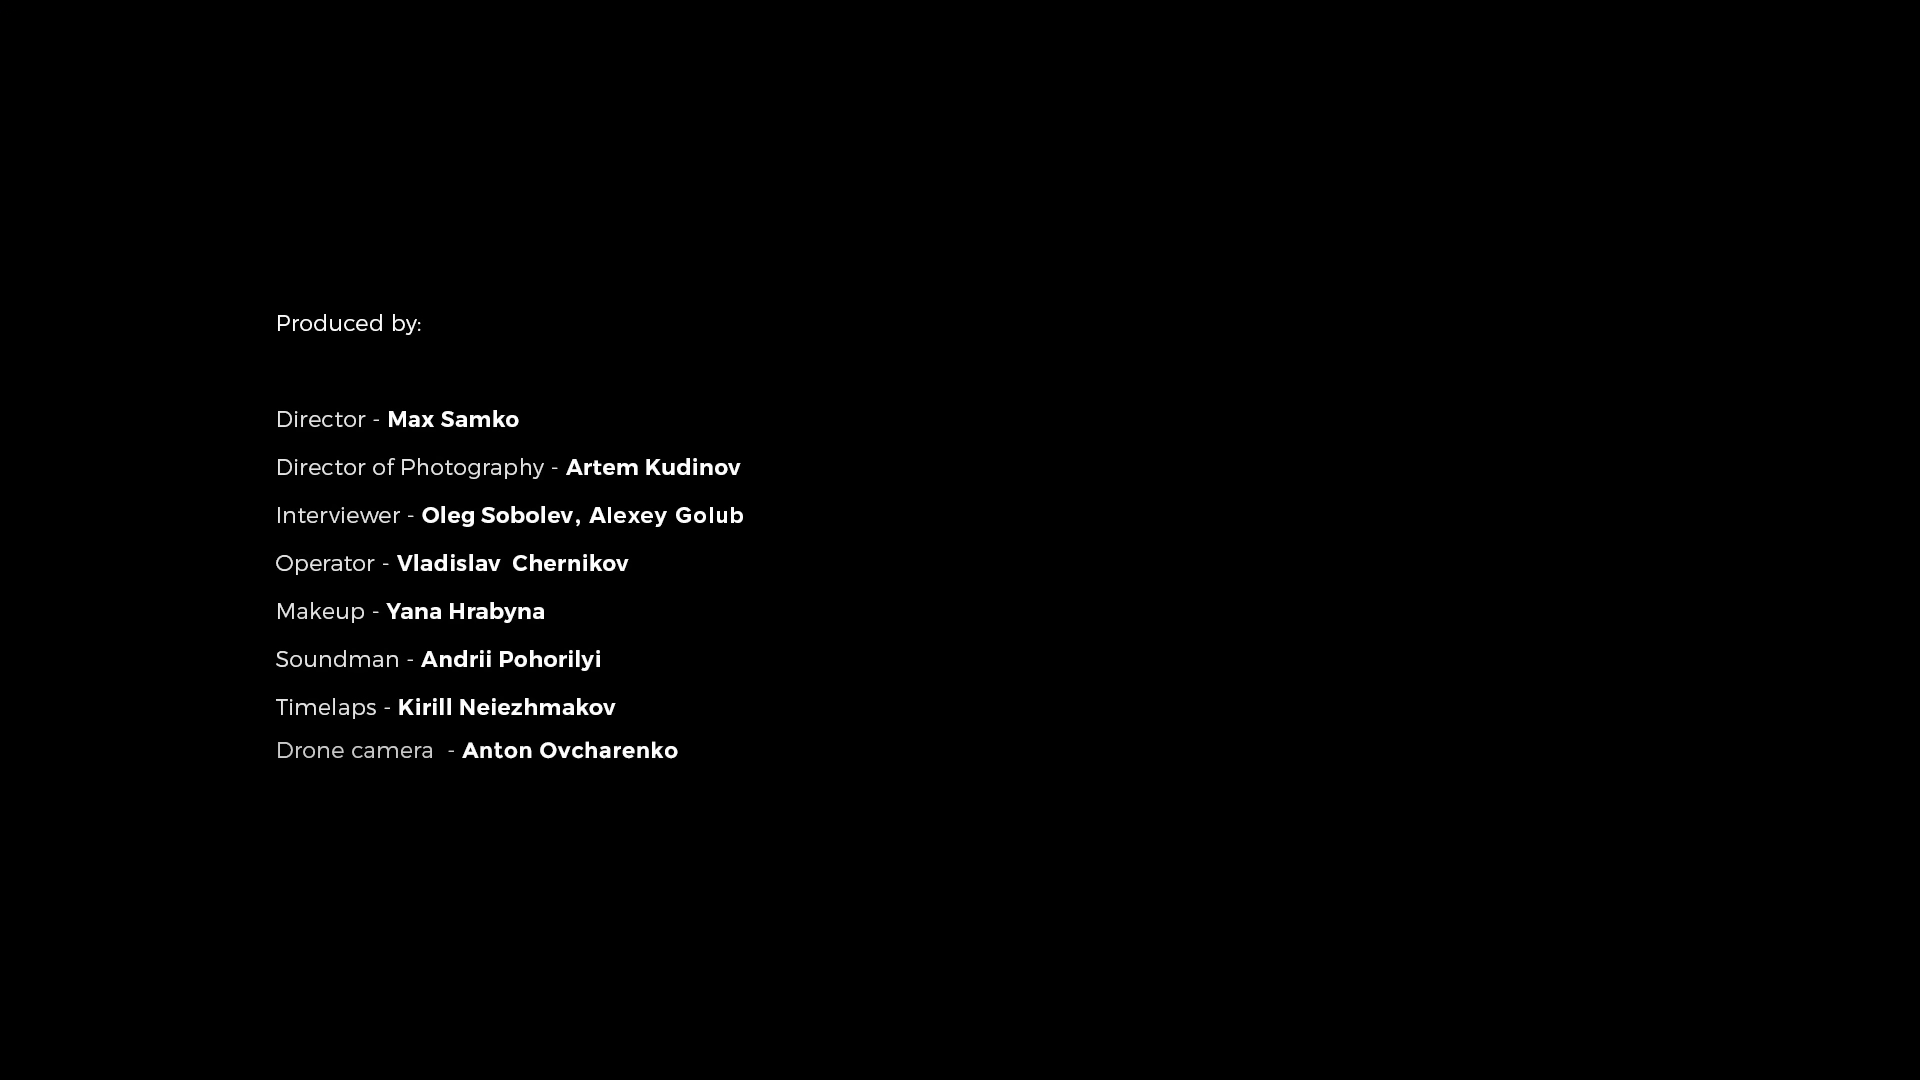 Produced by:
Director - Max Samko
Director of Photography - Artem Kudinov
Interviewer - Oleg Sobolev, Alexey Golub
Operator - Vladislav  Chernikov
Makeup - Yana Hrabyna
Soundman - Andrii Pohorilyi
Timelaps - Kirill Neiezhmakov
Drone camera  - Anton Ovcharenko